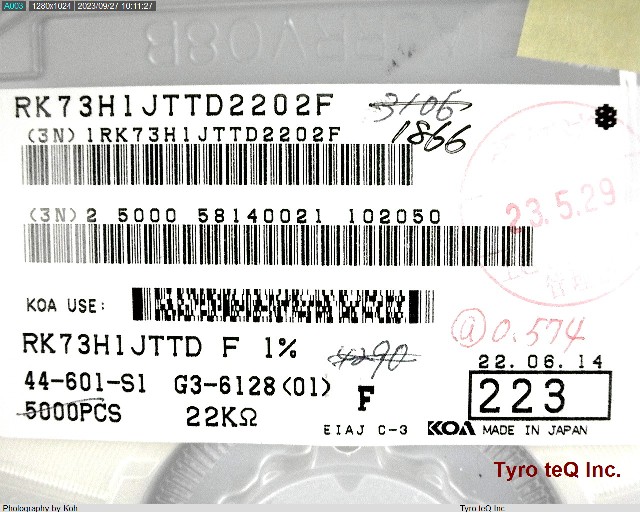 A003 1280x1024 2023/09/27 10:11:27
RK73H1JTTD2202F 3106
(3N)1RK73H1JTTD2202F 1866
(3N)2 5000 58140021 102050
23.5.29
KOA USE:
RK73H1JTTD F 1% 4290
@0.574
22.06.14
44-601-S1 G3-6128(01) F 223
5000PCS 22KΩ
EIAJ C-3 KOA MADE IN JAPAN
Tyro teQ Inc.
Photography by Koh Tyro teQ Inc